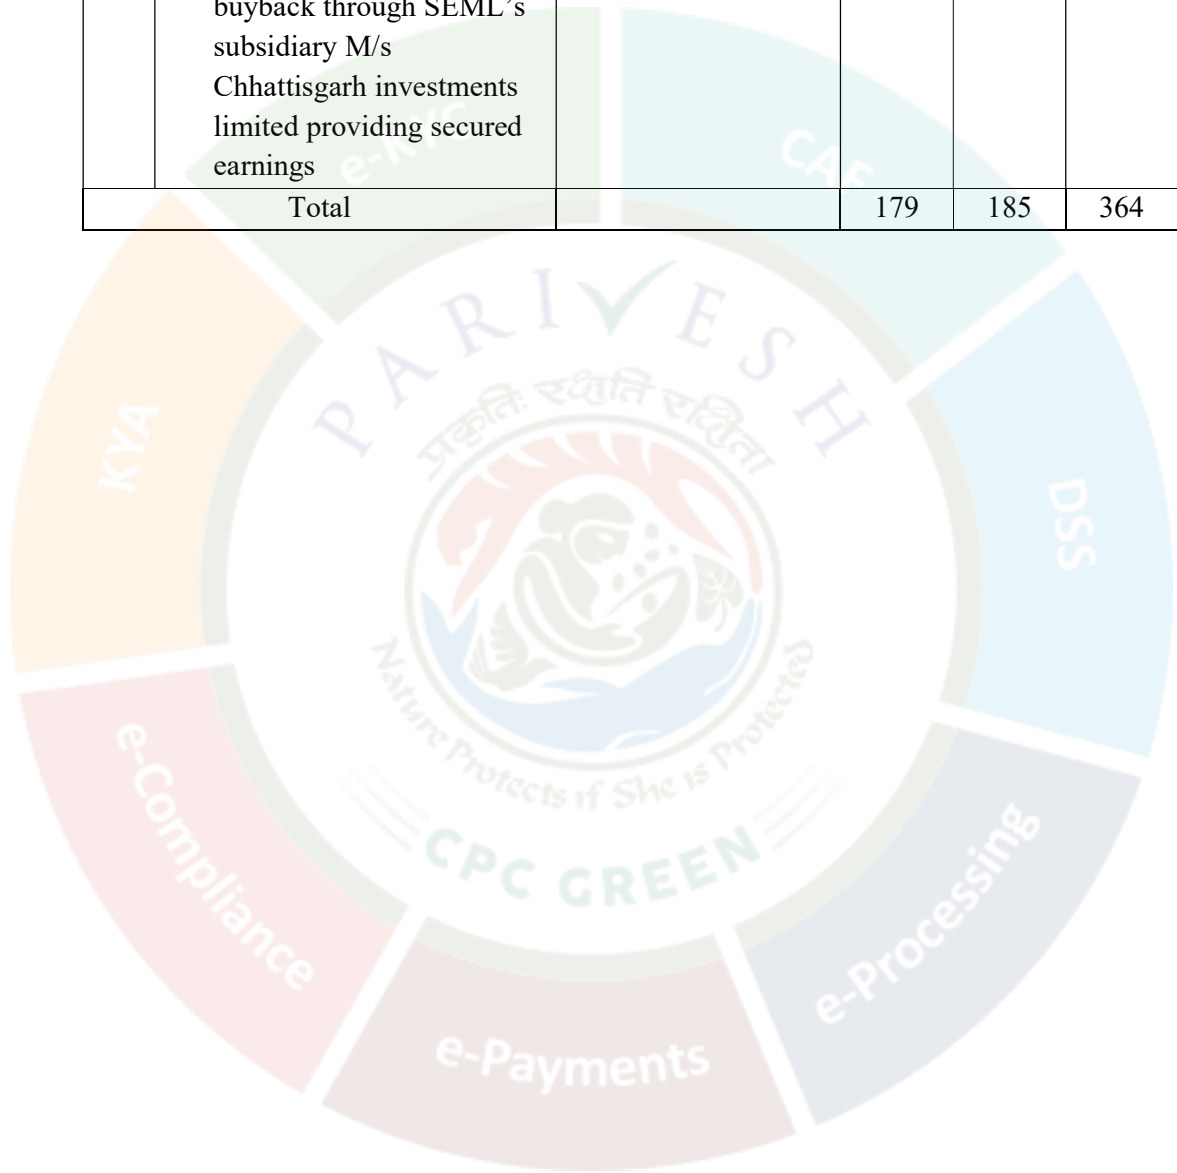 buyback through SEML's
subsidiary M/s
Chhattisgarh investments
limited providing secured
earnings
Total 179 185 364
e-KYC
CAF
PARIVESH
प्रकृतिः रक्षति रक्षिता
KYA
DSS
Nature Protects if She is Protected
CPC GREEN
e-Compliance
e-Processing
e-Payments